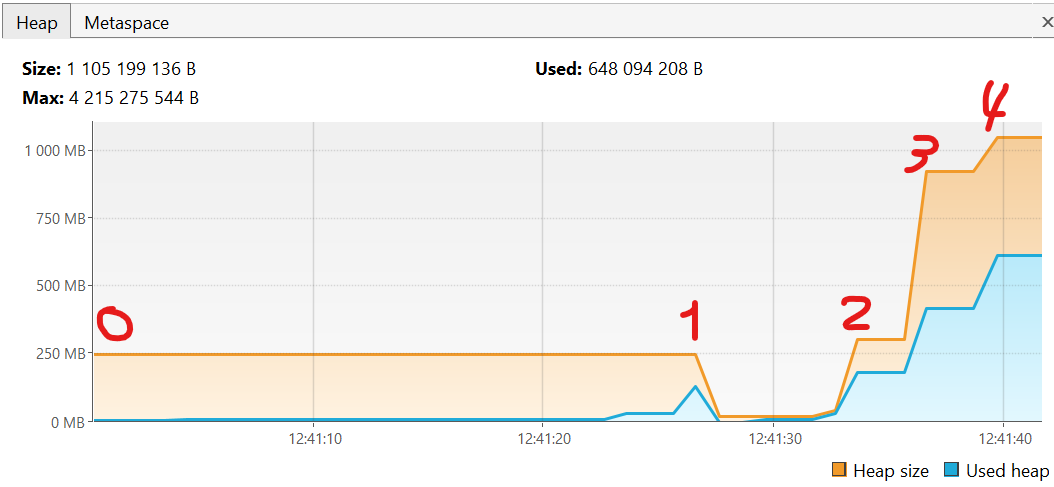 Heap Metaspace ×
Size: 1 105 199 136 B Used: 648 094 208 B
Max: 4 215 275 544 B
4
1 000 MB 3
750 MB
500 MB
0 1 2
250 MB
0 MB
12:41:10 12:41:20 12:41:30 12:41:40
Heap size Used heap